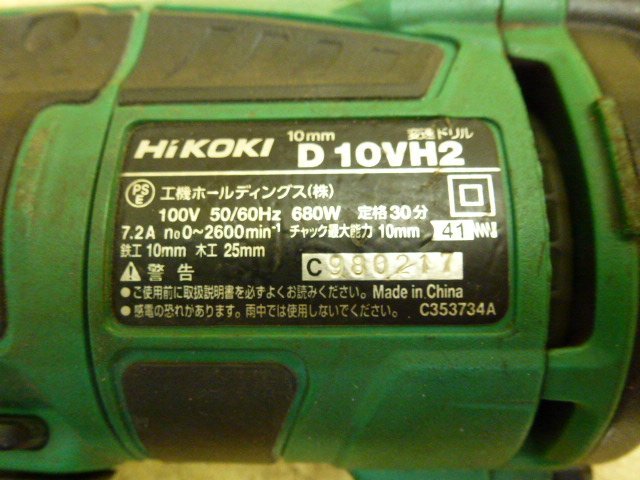 10mm 変速ドリル
HiKOKI D 10VH2
PSE 工機ホールディングス(株)
100V 50/60Hz 680W 定格30分
7.2A n₀0~2600min⁻¹ チャック最大能力 10mm 41
鉄工 10mm 木工 25mm
C980217
⚠警告
●ご使用前に取扱説明書を必ずよくお読みください。 Made in China
●感電の恐れがあります。雨中では使用しないでください。 C353734A